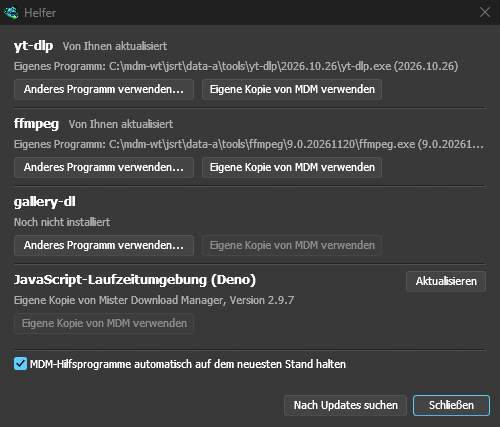 Helfer
yt-dlp Von Ihnen aktualisiert
Eigenes Programm: C:\mdm-wt\jsrt\data-a\tools\yt-dlp\2026.10.26\yt-dlp.exe (2026.10.26)
Anderes Programm verwenden... Eigene Kopie von MDM verwenden
ffmpeg Von Ihnen aktualisiert
Eigenes Programm: C:\mdm-wt\jsrt\data-a\tools\ffmpeg\9.0.20261120\ffmpeg.exe (9.0.20261...
Anderes Programm verwenden... Eigene Kopie von MDM verwenden
gallery-dl
Noch nicht installiert
Anderes Programm verwenden... Eigene Kopie von MDM verwenden
JavaScript-Laufzeitumgebung (Deno) Aktualisieren
Eigene Kopie von Mister Download Manager, Version 2.9.7
Eigene Kopie von MDM verwenden
MDM-Hilfsprogramme automatisch auf dem neuesten Stand halten
Nach Updates suchen Schließen